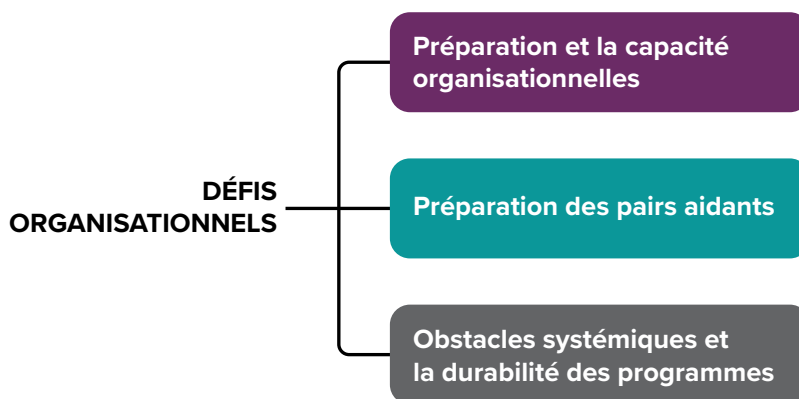 Préparation et la capacité
organisationnelles
DÉFIS
ORGANISATIONNELS
Préparation des pairs aidants
Obstacles systémiques et
la durabilité des programmes